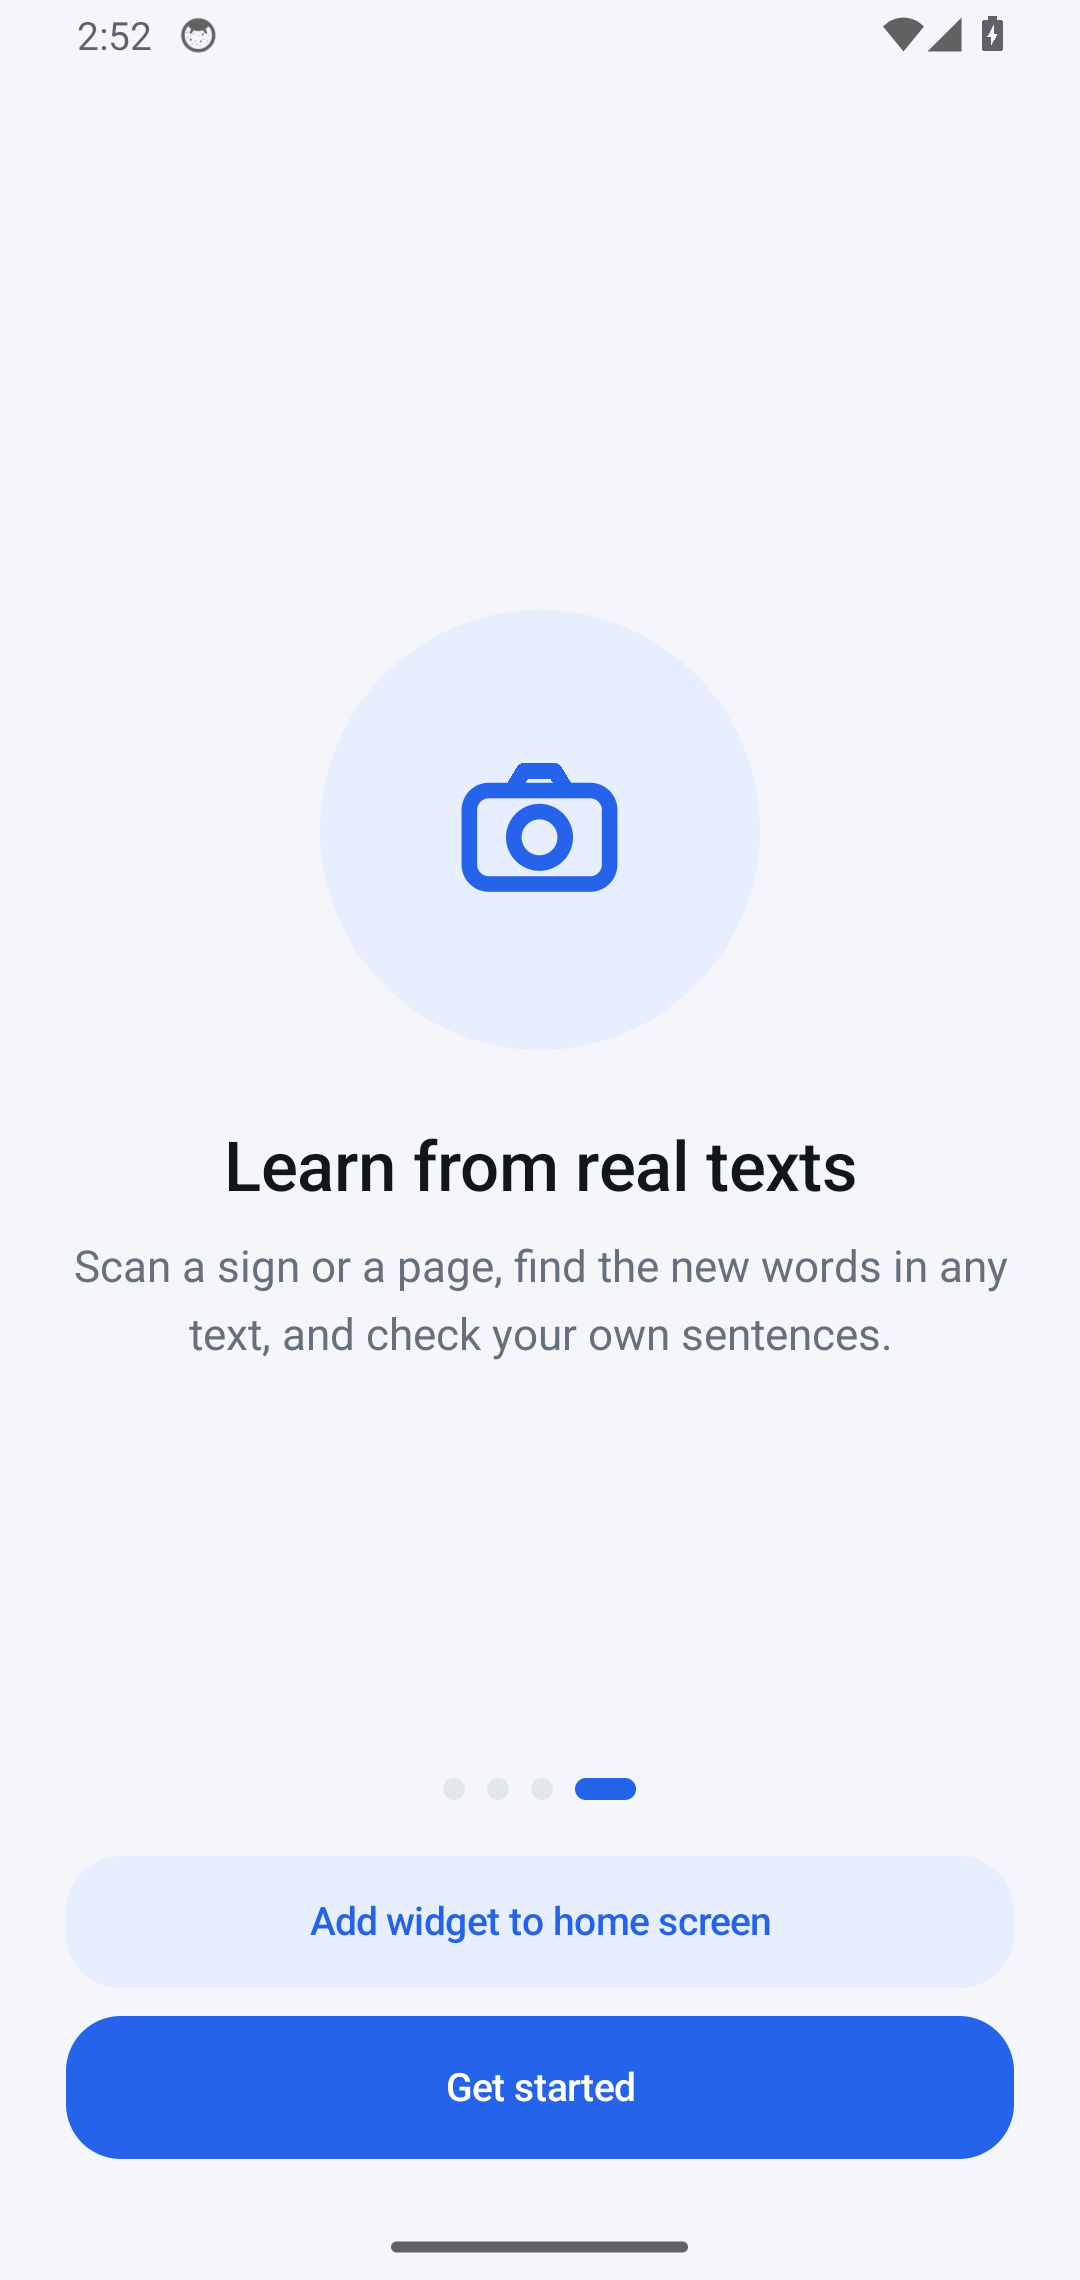 2:52
Learn from real texts
Scan a sign or a page, find the new words in any
text, and check your own sentences.
Add widget to home screen
Get started